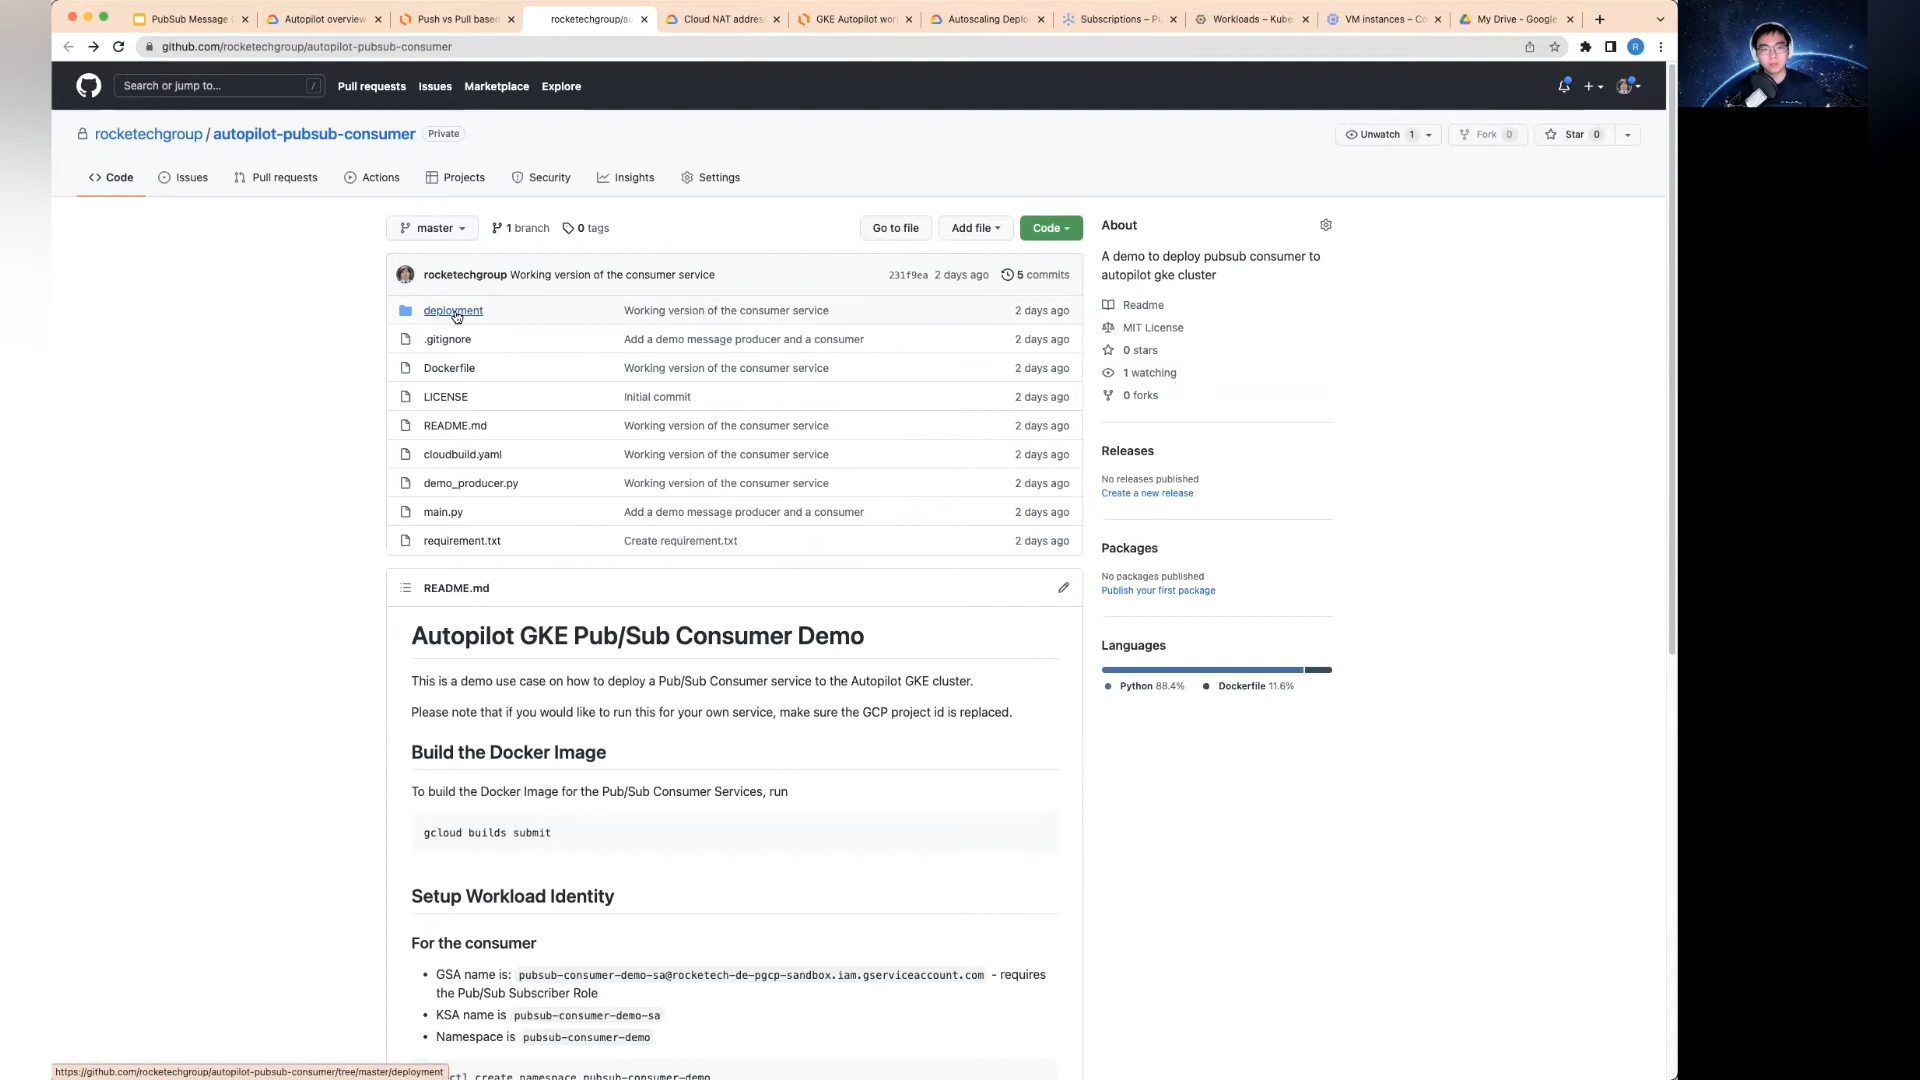 PubSub Message
Autopilot overview
Push vs Pull based
rocketechgroup/au
Cloud NAT addres
GKE Autopilot wor
Autoscaling Deplo
Subscriptions – Pu
Workloads – Kube
VM instances – Co
My Drive - Google
github.com/rocketechgroup/autopilot-pubsub-consumer
R
Search or jump to...
/
Pull requests
Issues
Marketplace
Explore
rocketechgroup / autopilot-pubsub-consumer
Private
Unwatch 1
Fork 0
Star 0
Code
Issues
Pull requests
Actions
Projects
Security
Insights
Settings
master
1 branch
0 tags
Go to file
Add file
Code
rocketechgroup Working version of the consumer service
231f9ea 2 days ago
5 commits
deployment Working version of the consumer service 2 days ago
.gitignore Add a demo message producer and a consumer 2 days ago
Dockerfile Working version of the consumer service 2 days ago
LICENSE Initial commit 2 days ago
README.md Working version of the consumer service 2 days ago
cloudbuild.yaml Working version of the consumer service 2 days ago
demo_producer.py Working version of the consumer service 2 days ago
main.py Add a demo message producer and a consumer 2 days ago
requirement.txt Create requirement.txt 2 days ago
README.md
Autopilot GKE Pub/Sub Consumer Demo
This is a demo use case on how to deploy a Pub/Sub Consumer service to the Autopilot GKE cluster.
Please note that if you would like to run this for your own service, make sure the GCP project id is replaced.
Build the Docker Image
To build the Docker Image for the Pub/Sub Consumer Services, run
gcloud builds submit
Setup Workload Identity
For the consumer
• GSA name is: pubsub-consumer-demo-sa@rocketech-de-pgcp-sandbox.iam.gserviceaccount.com - requires
the Pub/Sub Subscriber Role
• KSA name is pubsub-consumer-demo-sa
• Namespace is pubsub-consumer-demo
ctl create namespace pubsub-consumer-demo
About
A demo to deploy pubsub consumer to
autopilot gke cluster
Readme
MIT License
0 stars
1 watching
0 forks
Releases
No releases published
Create a new release
Packages
No packages published
Publish your first package
Languages
Python 88.4%
Dockerfile 11.6%
https://github.com/rocketechgroup/autopilot-pubsub-consumer/tree/master/deployment